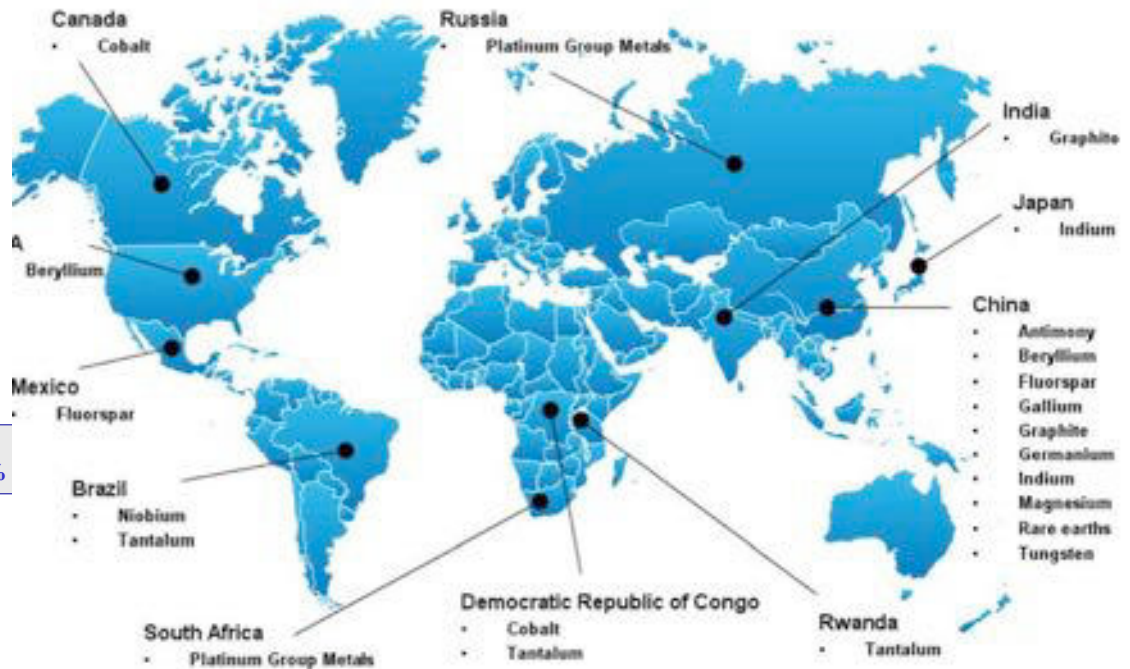 Canada
• Cobalt
Russia
• Platinum Group Metals
India
• Graphito
Japan
• Indium
A
Beryllium
China
• Antimony
• Beryllium
• Fluorspar
• Gallium
• Graphite
• Germanium
• Indium
• Magnesium
• Rare earths
• Tungsten
Mexico
• Fluorspar
%
Brazil
• Niobium
• Tantalum
South Africa
• Platinum Group Metals
Democratic Republic of Congo
• Cobalt
• Tantalum
Rwanda
• Tantalum